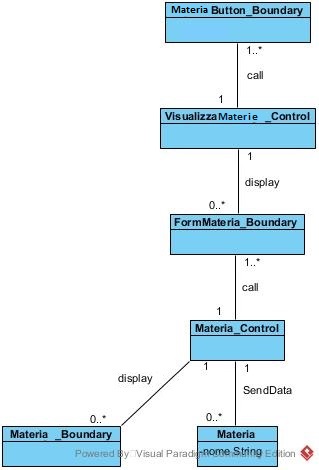 Materia Button_Boundary
1..*
call
1
VisualizzaMaterie _Control
1
display
0..*
FormMateria_Boundary
1..*
call
1
Materia_Control
1
1
display
SendData
0..*
0..*
Materia _Boundary
Materia
-nome String
Powered By Visual Paradigm Community Edition